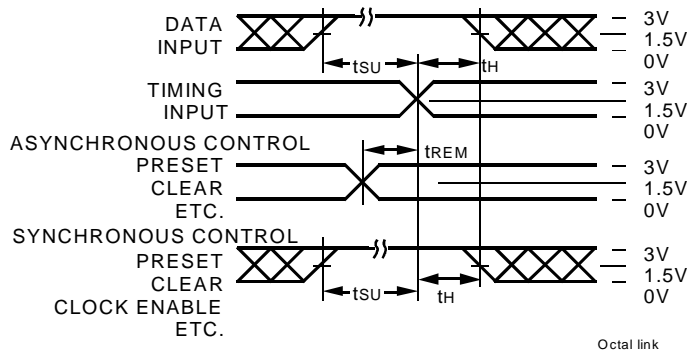 DATA
INPUT
3V
1.5V
0V
tSU
tH
TIMING
INPUT
3V
1.5V
0V
ASYNCHRONOUS CONTROL
PRESET
CLEAR
ETC.
tREM
3V
1.5V
0V
SYNCHRONOUS CONTROL
PRESET
CLEAR
CLOCK ENABLE
ETC.
3V
1.5V
0V
tSU
tH
Octal link